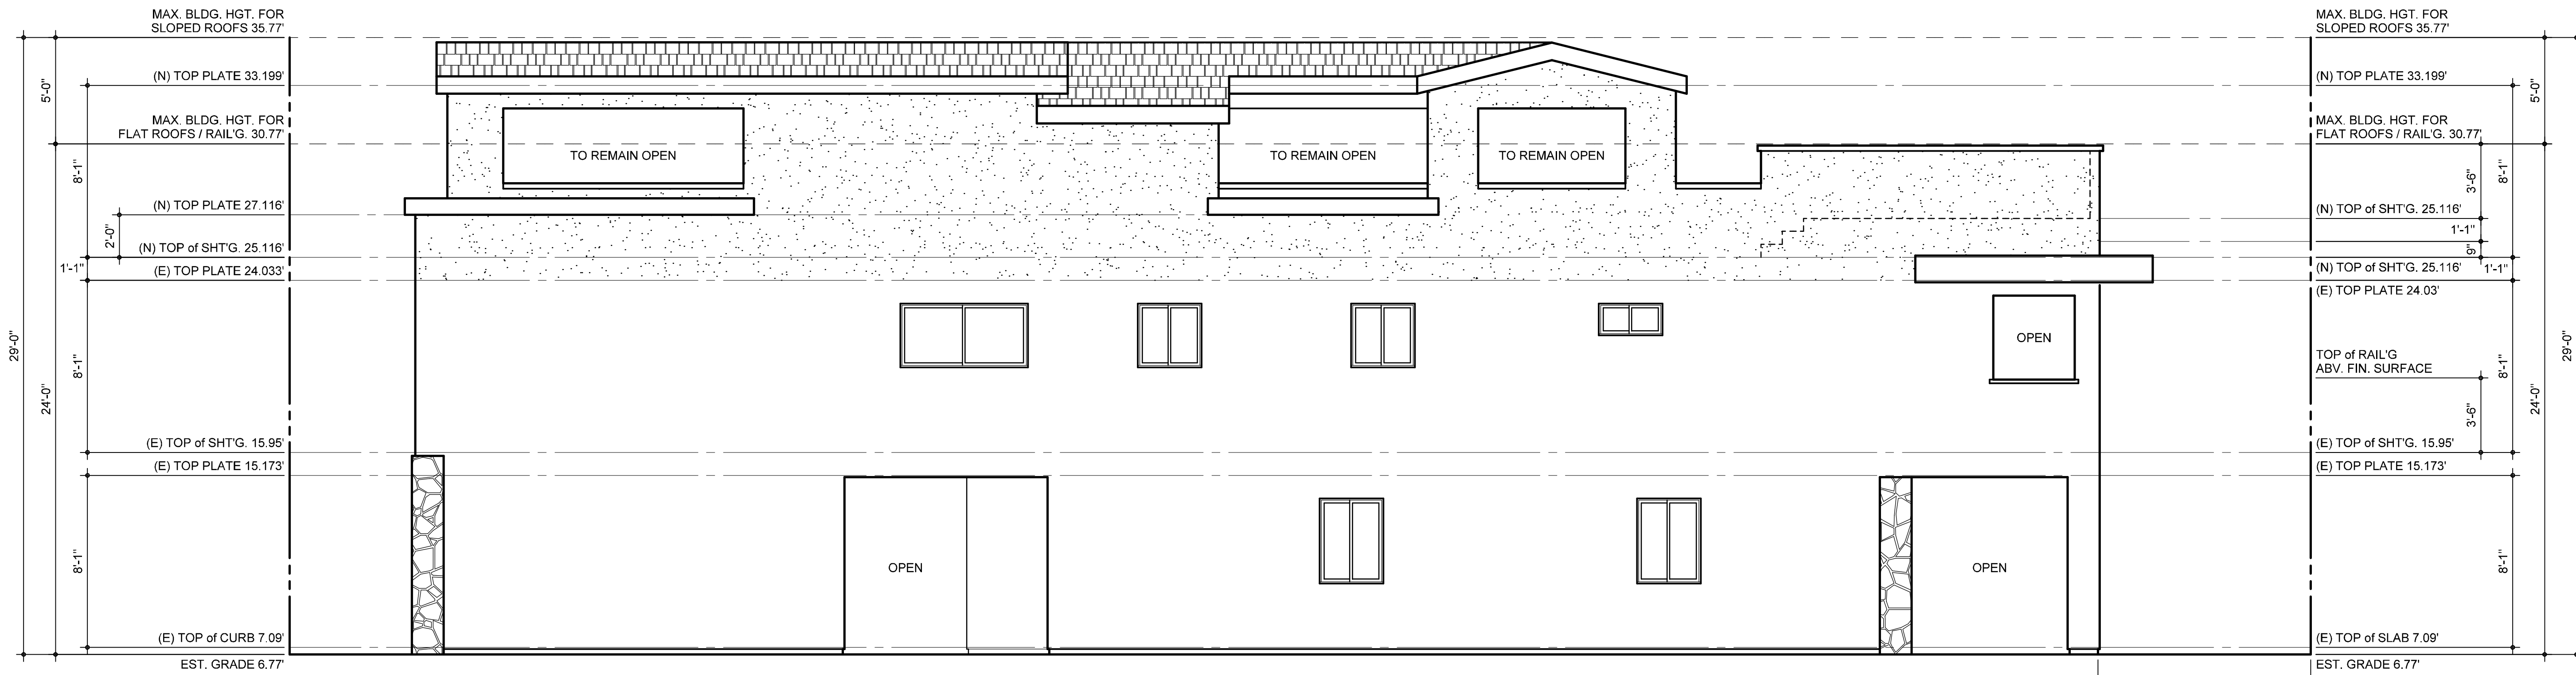 MAX. BLDG. HGT. FOR
SLOPED ROOFS 35.77'
(N) TOP PLATE 33.199'
5'-0"
MAX. BLDG. HGT. FOR
FLAT ROOFS / RAIL'G. 30.77'
8'-1"
(N) TOP PLATE 27.116'
2'-0"
(N) TOP of SHT'G. 25.116'
1'-1"
(E) TOP PLATE 24.033'
29'-0"
24'-0"
8'-1"
(E) TOP of SHT'G. 15.95'
(E) TOP PLATE 15.173'
8'-1"
(E) TOP of CURB 7.09'
EST. GRADE 6.77'
TO REMAIN OPEN
TO REMAIN OPEN
TO REMAIN OPEN
OPEN
OPEN
OPEN
MAX. BLDG. HGT. FOR
SLOPED ROOFS 35.77'
(N) TOP PLATE 33.199'
5'-0"
MAX. BLDG. HGT. FOR
FLAT ROOFS / RAIL'G. 30.77'
3'-6"
8'-1"
(N) TOP of SHT'G. 25.116'
1'-1"
9"
(N) TOP of SHT'G. 25.116'
1'-1"
(E) TOP PLATE 24.03'
TOP of RAIL'G
ABV. FIN. SURFACE
8'-1"
29'-0"
24'-0"
3'-6"
(E) TOP of SHT'G. 15.95'
(E) TOP PLATE 15.173'
8'-1"
(E) TOP of SLAB 7.09'
EST. GRADE 6.77'